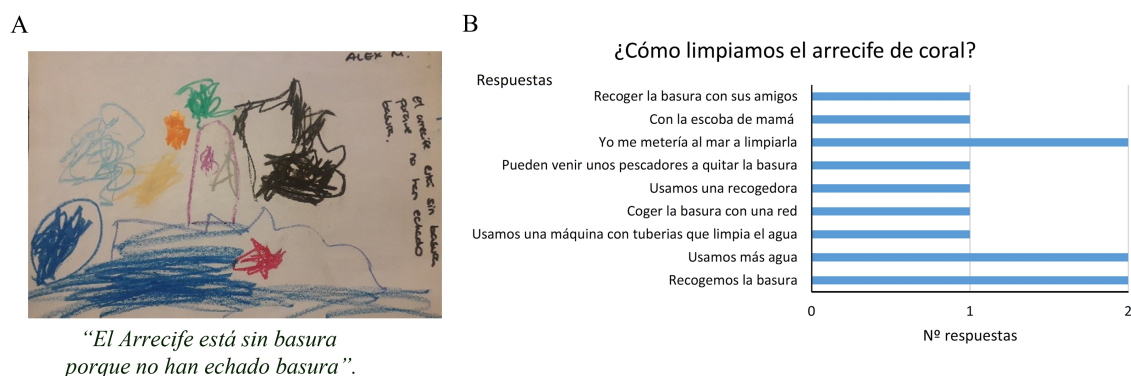 A
ALEX M.
el arrecife está sin basura
porque no han echado
basura.
“El Arrecife está sin basura
porque no han echado basura”.
B
¿Cómo limpiamos el arrecife de coral?
Respuestas
Recoger la basura con sus amigos
Con la escoba de mamá
Yo me metería al mar a limpiarla
Pueden venir unos pescadores a quitar la basura
Usamos una recogedora
Coger la basura con una red
Usamos una máquina con tuberias que limpia el agua
Usamos más agua
Recogemos la basura
0 1 2
Nº respuestas